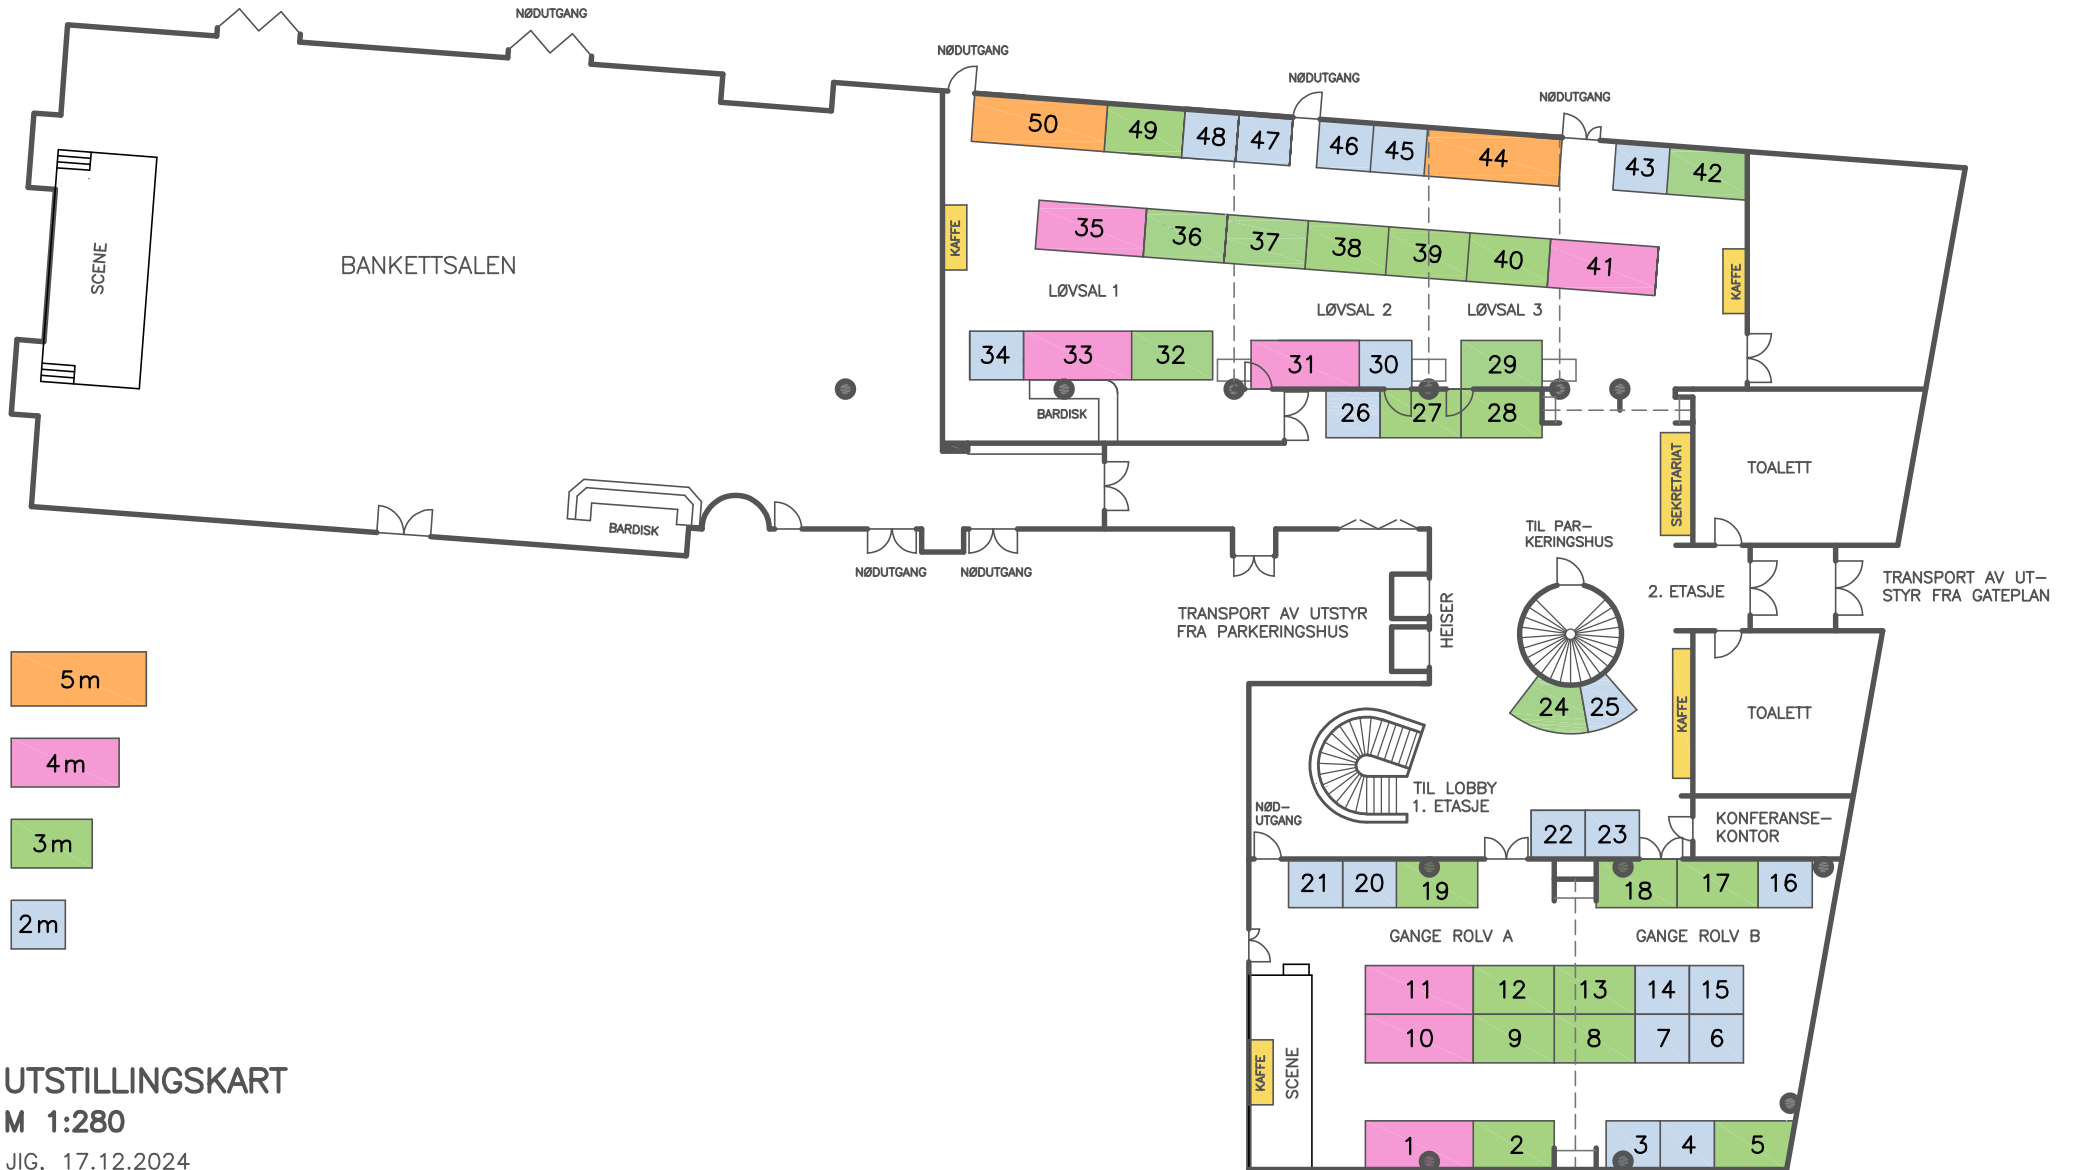 NØDUTGANG
NØDUTGANG
NØDUTGANG
NØDUTGANG
50
49
48
47
46
45
44
43
42
35
36
37
38
39
40
41
KAFFE
KAFFE
SCENE
BANKETTSALEN
LØVSAL 1
LØVSAL 2
LØVSAL 3
34
33
32
31
30
29
BARDISK
26
27
28
SEKRETARIAT
TOALETT
BARDISK
NØDUTGANG
NØDUTGANG
TIL PAR-
KERINGSHUS
2. ETASJE
TRANSPORT AV UT-
STYR FRA GATEPLAN
TRANSPORT AV UTSTYR
FRA PARKERINGSHUS
HEISER
5m
4m
3m
2m
24
25
KAFFE
TOALETT
TIL LOBBY
1. ETASJE
NØD-
UTGANG
22
23
KONFERANSE-
KONTOR
21
20
19
18
17
16
GANGE ROLV A
GANGE ROLV B
11
12
13
14
15
10
9
8
7
6
KAFFE
SCENE
1
2
3
4
5
UTSTILLINGSKART
M 1:280
JIG. 17.12.2024